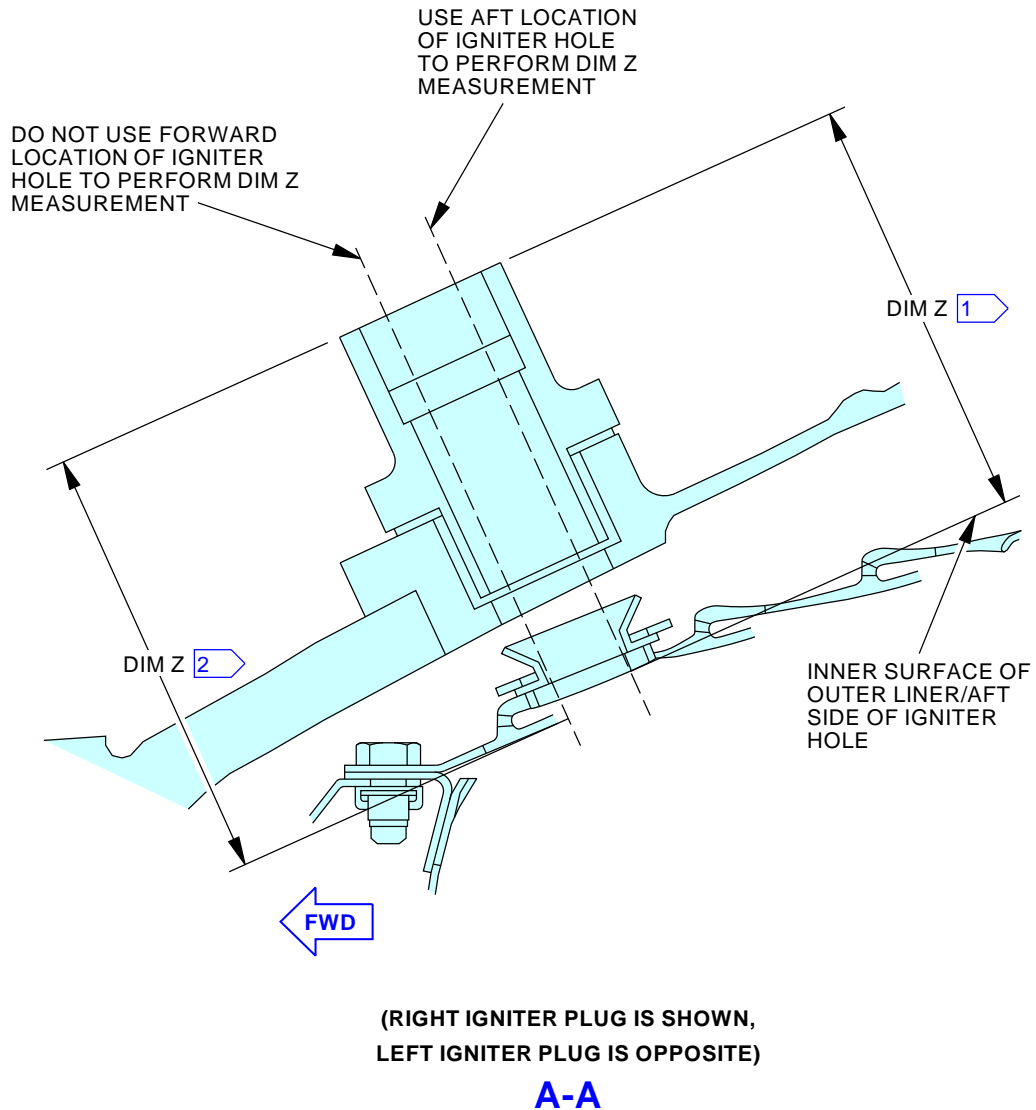 USE AFT LOCATION
OF IGNITER HOLE
TO PERFORM DIM Z
MEASUREMENT
DO NOT USE FORWARD
LOCATION OF IGNITER
HOLE TO PERFORM DIM Z
MEASUREMENT
DIM Z 1
DIM Z 2
INNER SURFACE OF
OUTER LINER/AFT
SIDE OF IGNITER
HOLE
FWD
(RIGHT IGNITER PLUG IS SHOWN,
LEFT IGNITER PLUG IS OPPOSITE)
A-A